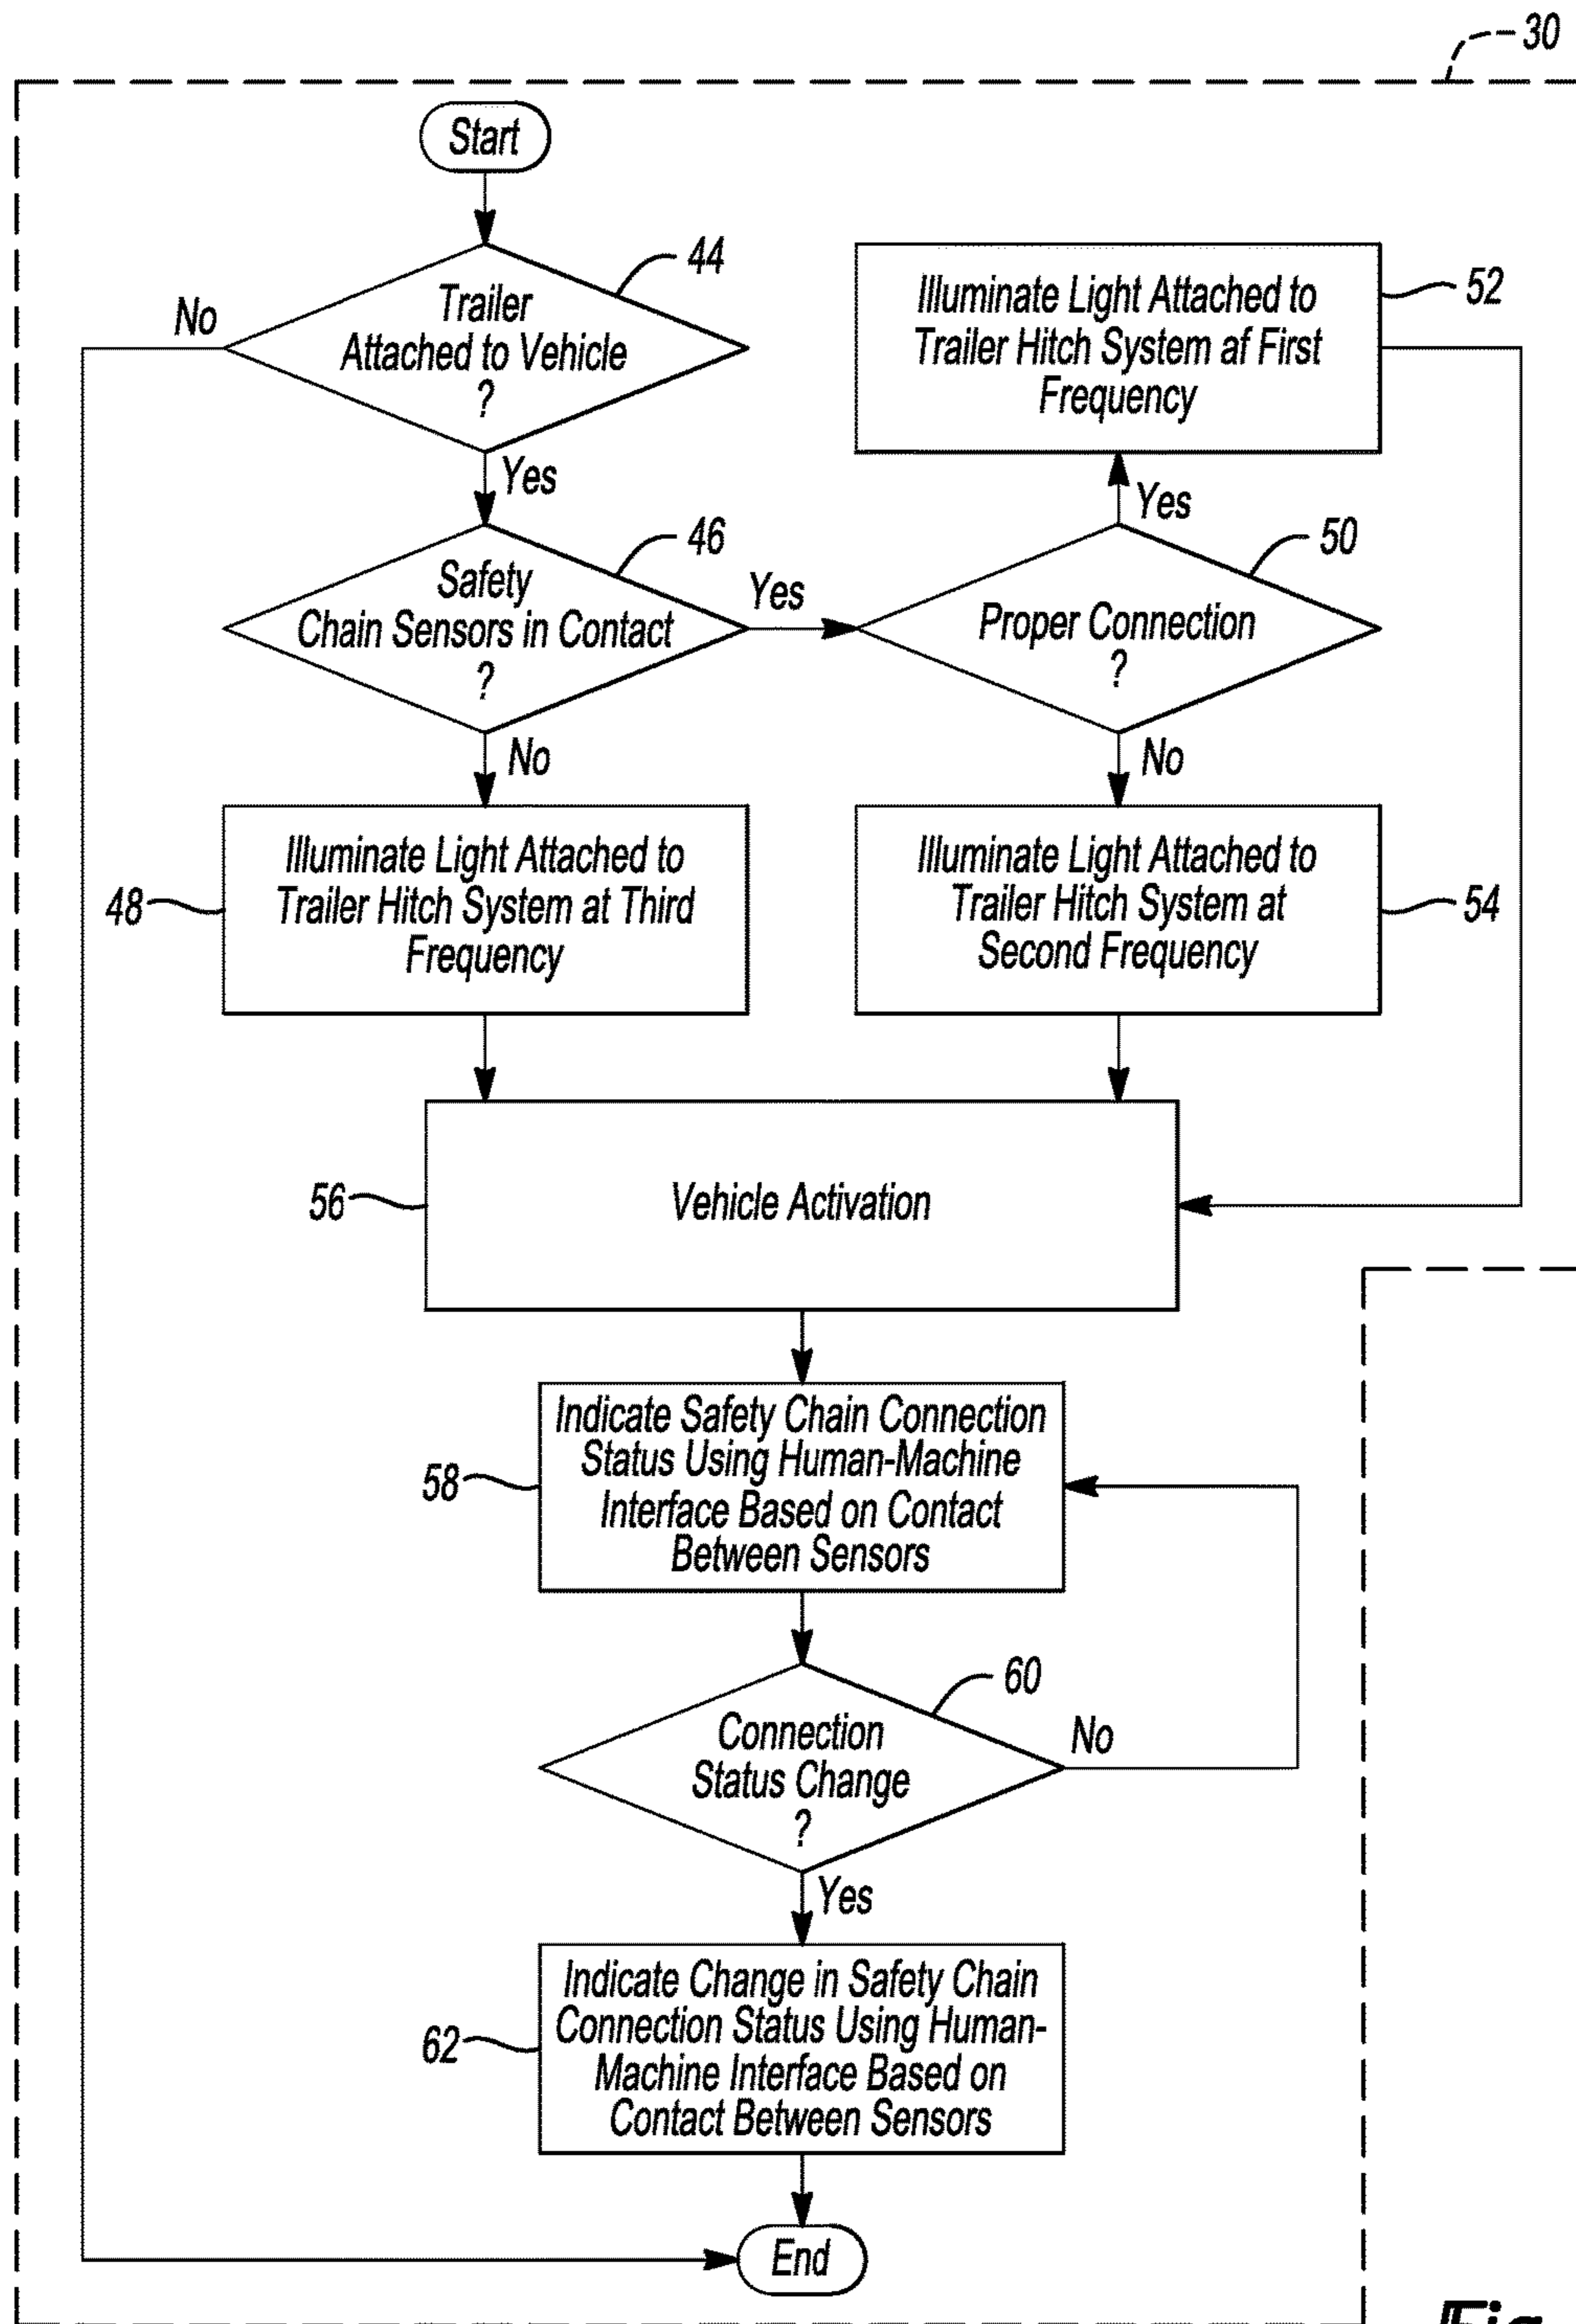 30
Start
44
Trailer
Attached to Vehicle
?
No
Yes
52
Illuminate Light Attached to
Trailer Hitch System af First
Frequency
46
Safety
Chain Sensors in Contact
?
Yes
No
50
Proper Connection
?
Yes
No
48
Illuminate Light Attached to
Trailer Hitch System at Third
Frequency
54
Illuminate Light Attached to
Trailer Hitch System at
Second Frequency
56
Vehicle Activation
58
Indicate Safety Chain Connection
Status Using Human-Machine
Interface Based on Contact
Between Sensors
60
Connection
Status Change
?
No
Yes
62
Indicate Change in Safety Chain
Connection Status Using Human-
Machine Interface Based on
Contact Between Sensors
End